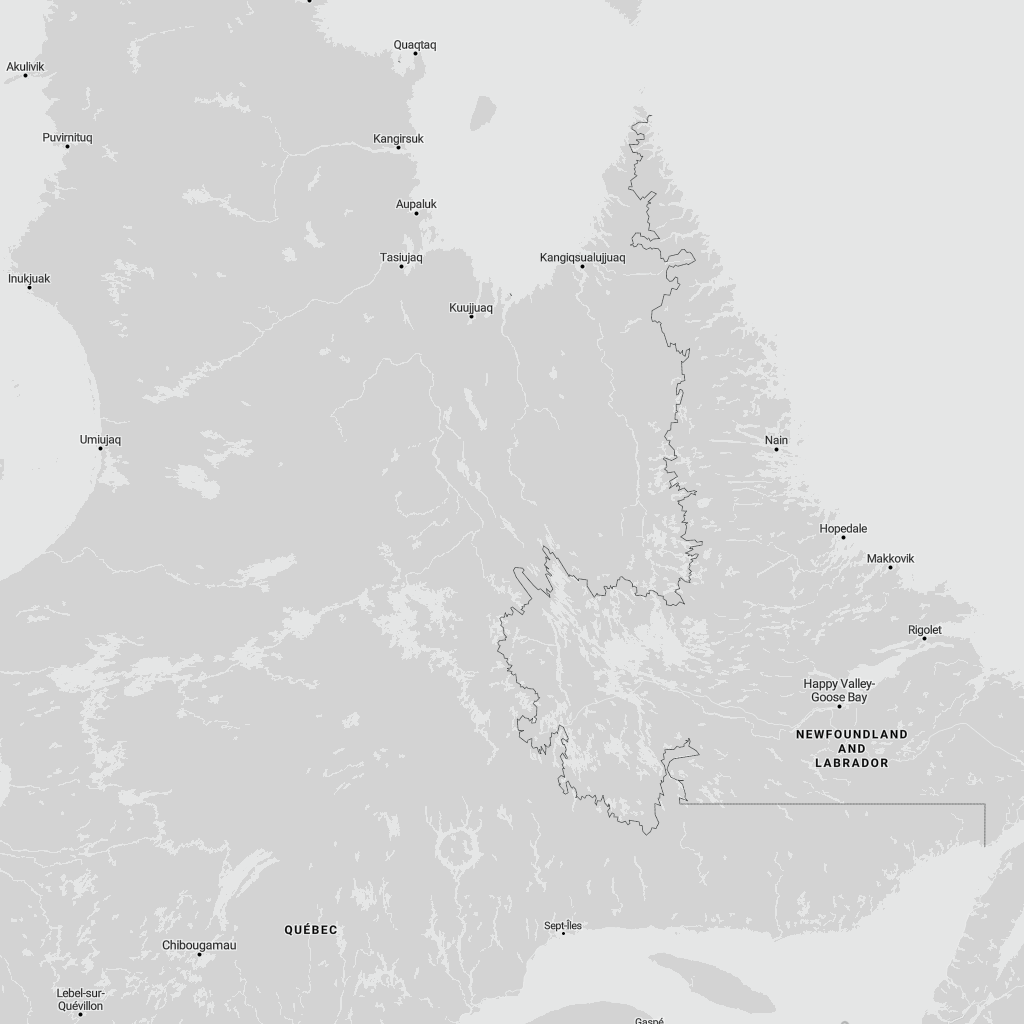 Quaqtaq
Akulivik
Puvirnituq
Kangirsuk
Aupaluk
Tasiujaq
Kangiqsualujjuaq
Inukjuak
Kuujjuaq
Umiujaq
Nain
Hopedale
Makkovik
Rigolet
Happy Valley-
Goose Bay
NEWFOUNDLAND
AND
LABRADOR
Sept-Îles
QUÉBEC
Chibougamau
Lebel-sur-
Quévillon
Gaspé